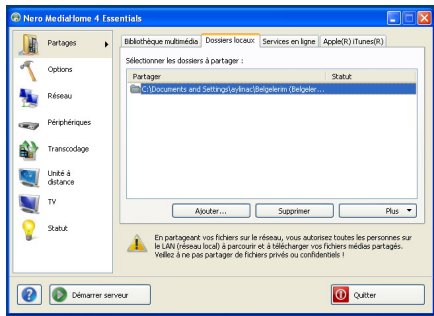 Nero MediaHome 4 Essentials
Partages
Options
Réseau
Périphériques
Transcodage
Unité à
distance
TV
Statut
Bibliothèque multimédia Dossiers locaux Services en ligne Apple(R) iTunes(R)
Sélectionner les dossiers à partager :
Partager Statut
C:\Documents and Settings\aylinac\Belgelerim (Belgeler...
Ajouter... Supprimer Plus
En partageant vos fichiers sur le réseau, vous autorisez toutes les personnes sur
le LAN (réseau local) à parcourir et à télécharger vos fichiers médias partagés.
Veillez à ne pas partager de fichiers privés ou confidentiels !
Démarrer serveur Quitter